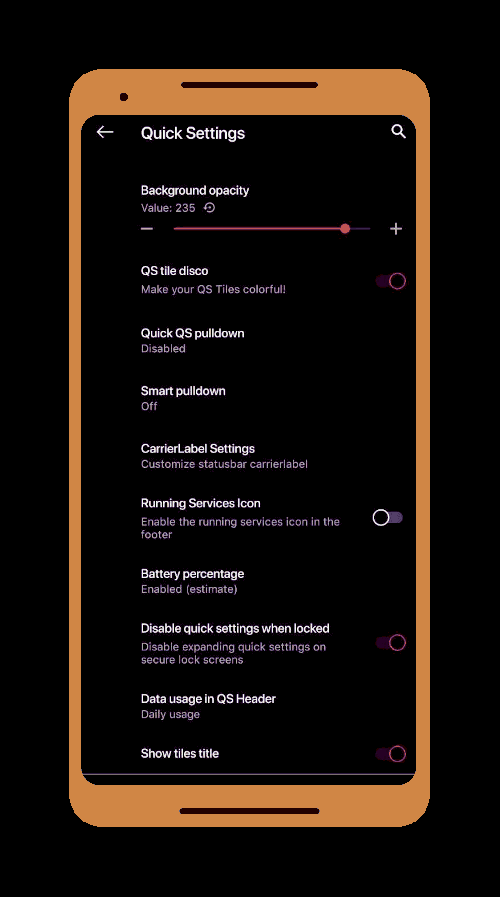 Quick Settings
Background opacity
Value: 235
QS tile disco
Make your QS Tiles colorful!
Quick QS pulldown
Disabled
Smart pulldown
Off
CarrierLabel Settings
Customize statusbar carrierlabel
Running Services Icon
Enable the running services icon in the
footer
Battery percentage
Enabled (estimate)
Disable quick settings when locked
Disable expanding quick settings on
secure lock screens
Data usage in QS Header
Daily usage
Show tiles title